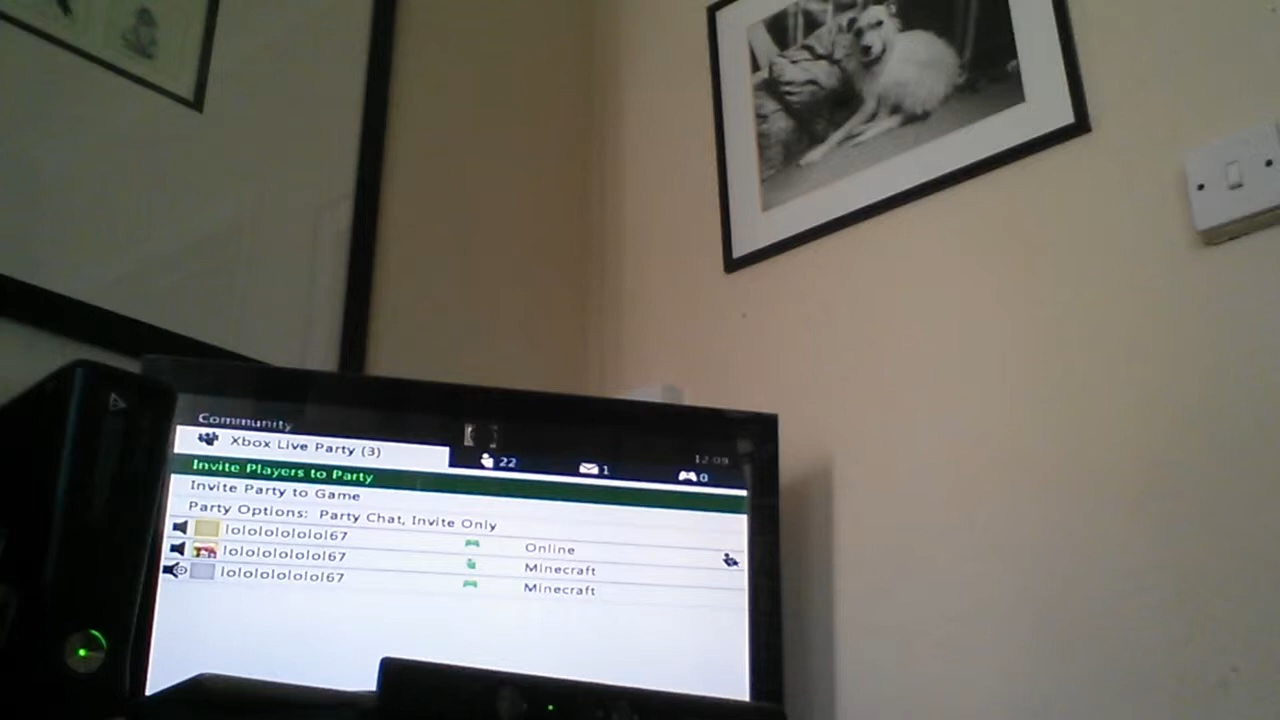 Community
Xbox Live Party (3)
22 1 0 12:09
Invite Players to Party
Invite Party to Game
Party Options: Party Chat, Invite Only
lolololololol67 Online
lolololololol67 Minecraft
lolololololol67 Minecraft